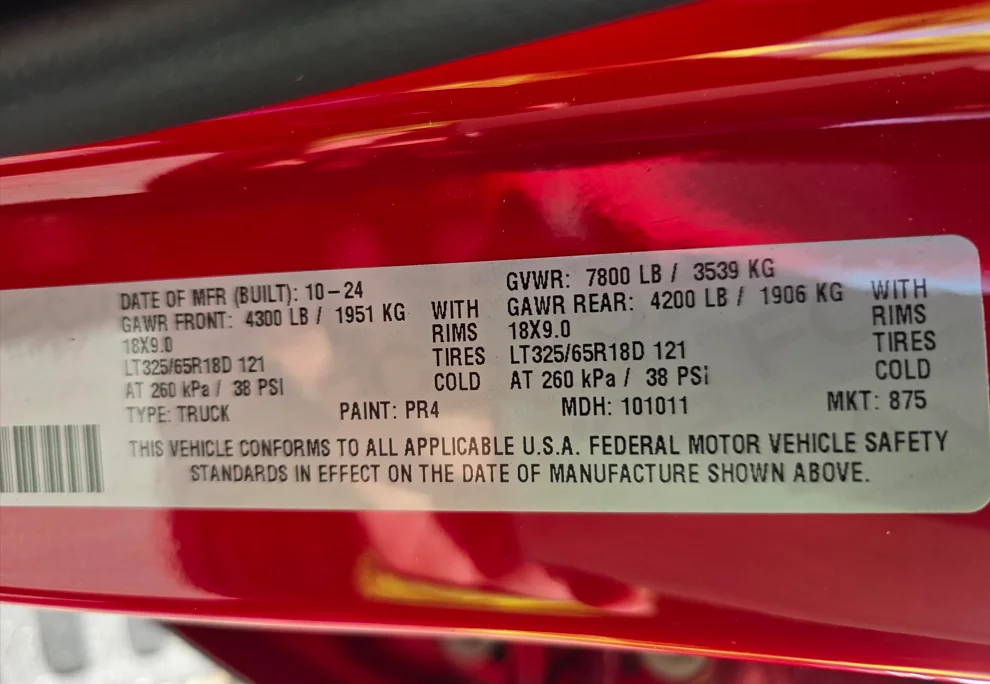 DATE OF MFR (BUILT): 10-24 GVWR: 7800 LB / 3539 KG
GAWR FRONT: 4300 LB / 1951 KG WITH GAWR REAR: 4200 LB / 1906 KG WITH
18X9.0 RIMS 18X9.0 RIMS
LT325/65R18D 121 TIRES LT325/65R18D 121 TIRES
AT 260 kPa / 38 PSI COLD AT 260 kPa / 38 PSi COLD
TYPE: TRUCK PAINT: PR4 MDH: 101011 MKT: 875
THIS VEHICLE CONFORMS TO ALL APPLICABLE U.S.A. FEDERAL MOTOR VEHICLE SAFETY
STANDARDS IN EFFECT ON THE DATE OF MANUFACTURE SHOWN ABOVE.